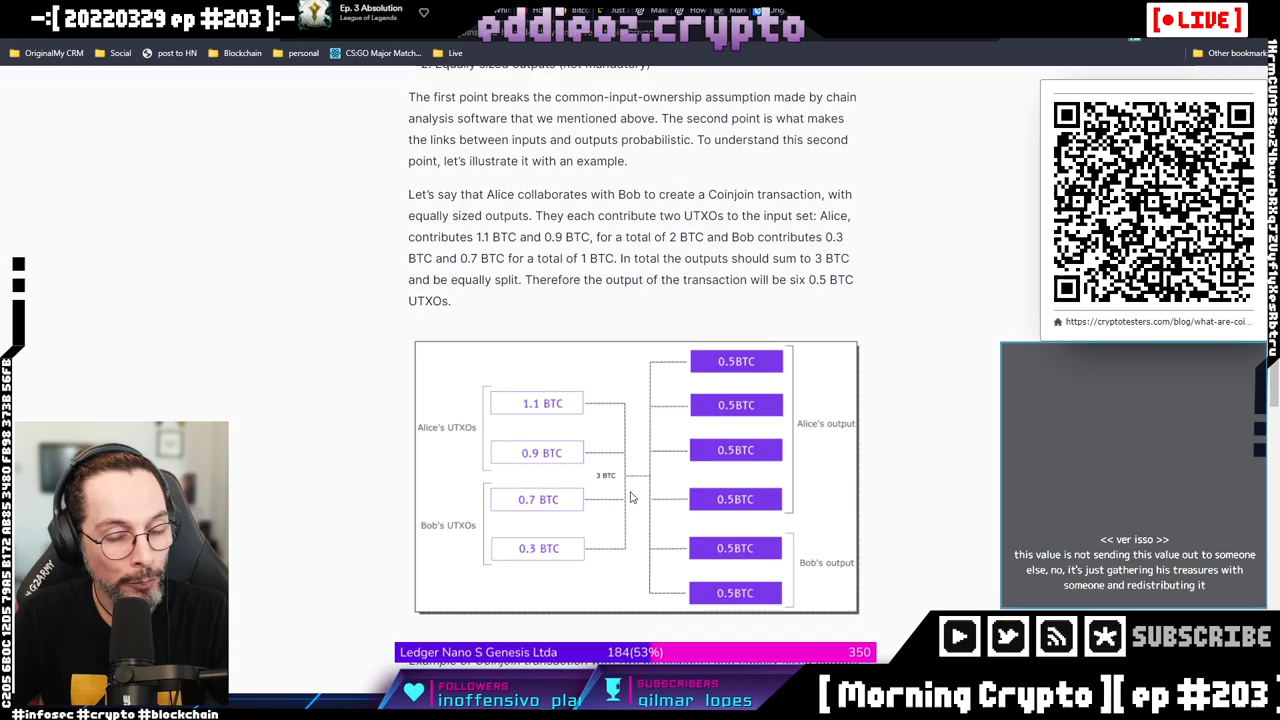 -:[ 20220329 ep #203 ]:-
Ep. 3 Absolution
League of Legends
eddieoz.crypto
[ LIVE ]
OriginalMy CRM
Social
post to HN
Blockchain
personal
CS:GO Major Match...
Live
Other bookmark
2. Equally sized outputs (not mandatory)
The first point breaks the common-input-ownership assumption made by chain
analysis software that we mentioned above. The second point is what makes
the links between inputs and outputs probabilistic. To understand this second
point, let's illustrate it with an example.
Let's say that Alice collaborates with Bob to create a Coinjoin transaction, with
equally sized outputs. They each contribute two UTXOs to the input set: Alice,
contributes 1.1 BTC and 0.9 BTC, for a total of 2 BTC and Bob contributes 0.3
BTC and 0.7 BTC for a total of 1 BTC. In total the outputs should sum to 3 BTC
and be equally split. Therefore the output of the transaction will be six 0.5 BTC
UTXOs.
Alice's UTXOs
1.1 BTC
0.9 BTC
Bob's UTXOs
0.7 BTC
0.3 BTC
3 BTC
0.5BTC
0.5BTC
0.5BTC
0.5BTC
0.5BTC
0.5BTC
Alice's output
Bob's output
https://cryptotesters.com/blog/what-are-coi...
<< ver isso >>
this value is not sending this value out to someone
else, no, it's just gathering his treasures with
someone and redistributing it
Ledger Nano S Genesis Ltda
184(53%)
350
FOLLOWERS
inoffensivo_pla
SUBSCRIBERS
gilmar_lopes
SUBSCRIBE
[ Morning Crypto ][ ep #203 ]
#infosec #crypto #blockchain